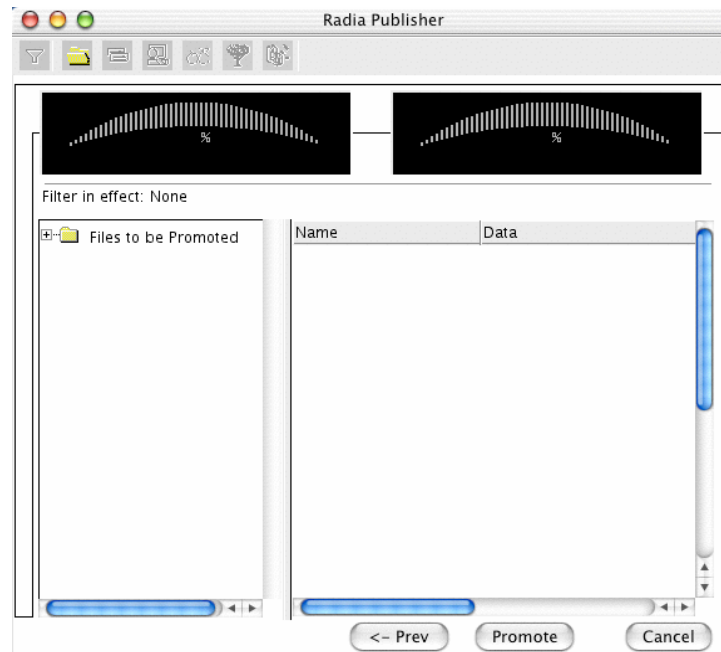 Radia Publisher
% %
Filter in effect: None
Files to be Promoted
Name Data
<- Prev Promote Cancel